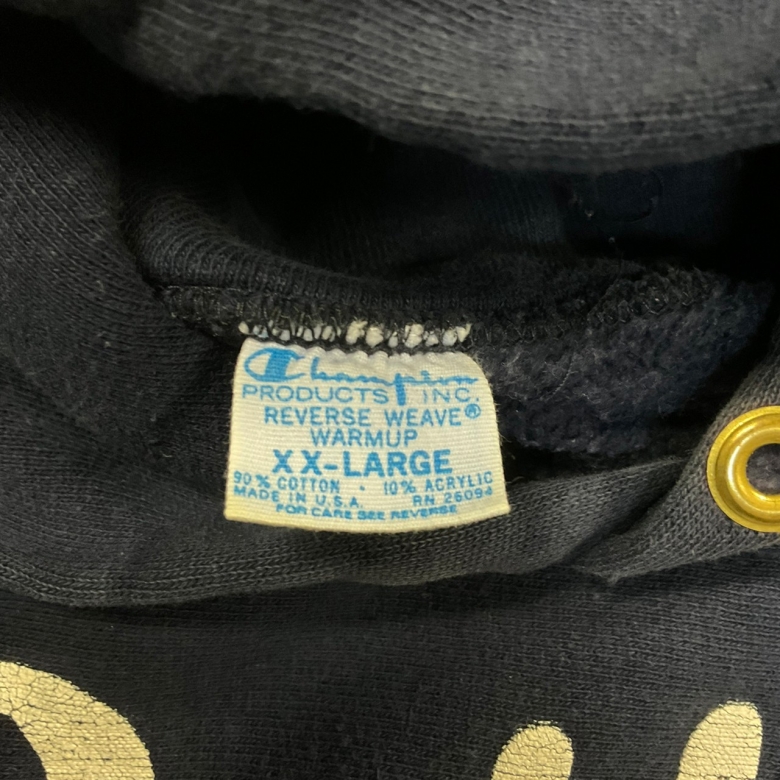 Champion
PRODUCTS INC.
REVERSE WEAVE®
WARMUP
XX-LARGE
90% COTTON · 10% ACRYLIC
MADE IN U.S.A. RN 26094
FOR CARE SEE REVERSE